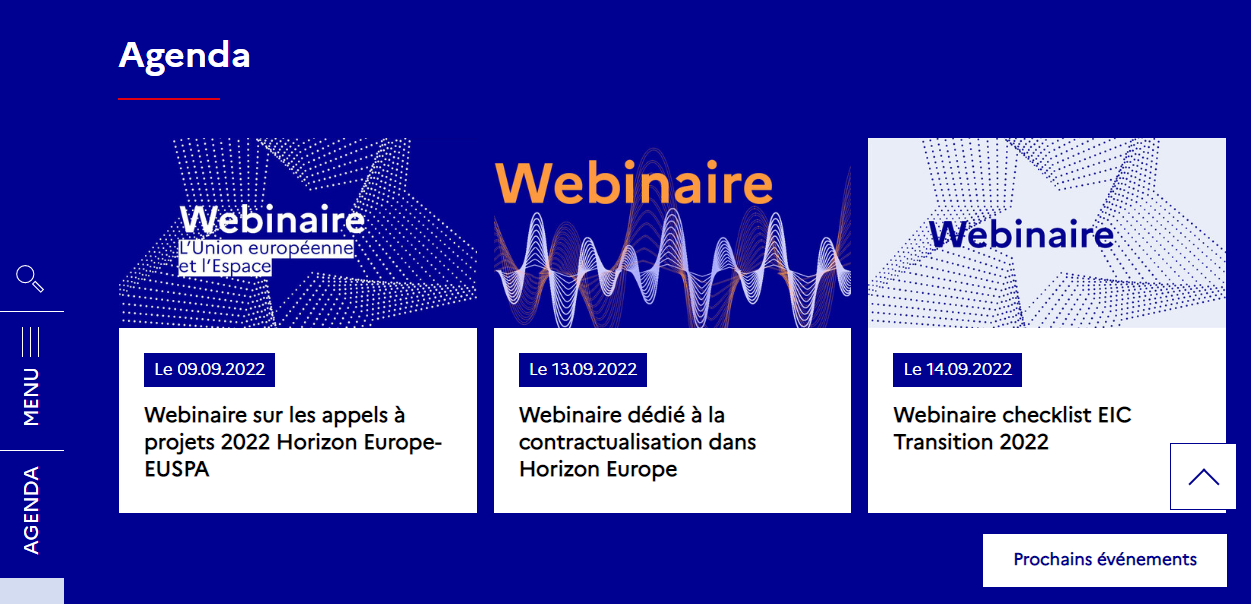 Agenda
Webinaire
L'Union européenne
et l'Espace
Webinaire
Webinaire
Le 09.09.2022
Webinaire sur les appels à
projets 2022 Horizon Europe-
EUSPA
Le 13.09.2022
Webinaire dédié à la
contractualisation dans
Horizon Europe
Le 14.09.2022
Webinaire checklist EIC
Transition 2022
MENU
AGENDA
Prochains événements